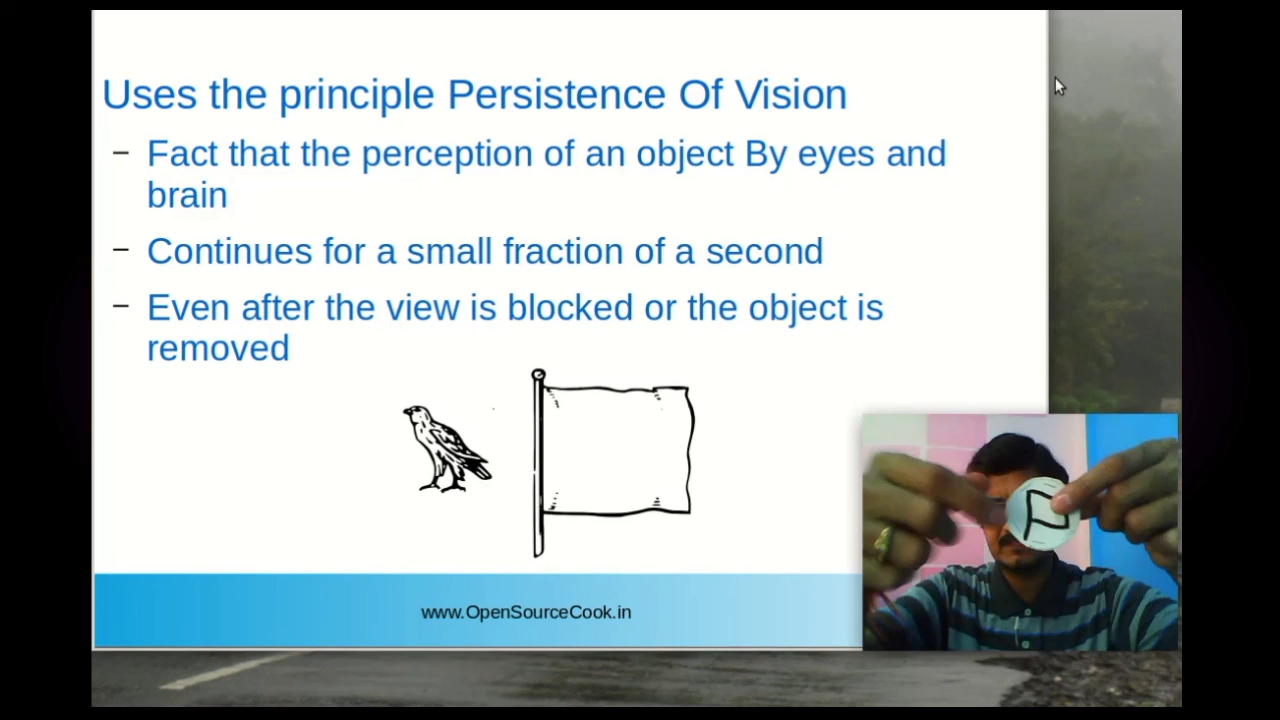 Uses the principle Persistence Of Vision
– Fact that the perception of an object By eyes and
brain
– Continues for a small fraction of a second
– Even after the view is blocked or the object is
removed
www.OpenSourceCook.in